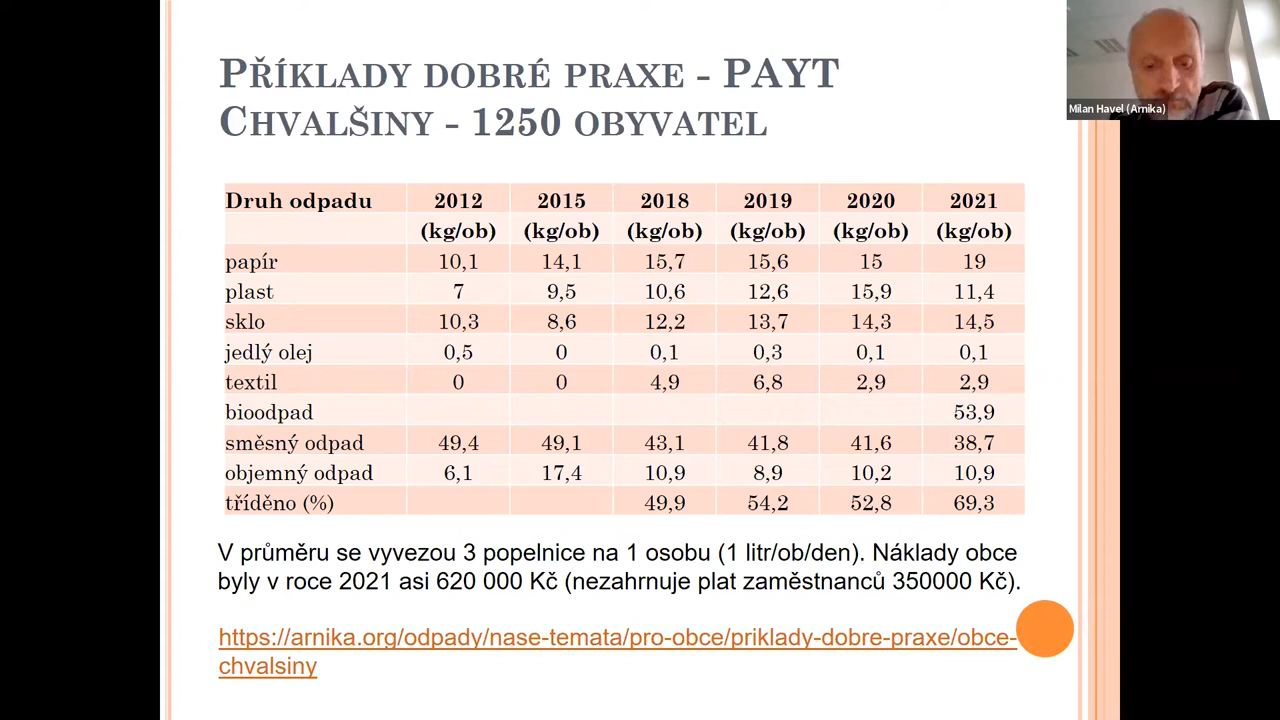 Příklady dobré praxe - PAYT
Chvalšiny - 1250 obyvatel
Milan Havel (Arnika)
Druh odpadu 2012 2015 2018 2019 2020 2021
(kg/ob) (kg/ob) (kg/ob) (kg/ob) (kg/ob) (kg/ob)
papír 10,1 14,1 15,7 15,6 15 19
plast 7 9,5 10,6 12,6 15,9 11,4
sklo 10,3 8,6 12,2 13,7 14,3 14,5
jedlý olej 0,5 0 0,1 0,3 0,1 0,1
textil 0 0 4,9 6,8 2,9 2,9
bioodpad 53,9
směsný odpad 49,4 49,1 43,1 41,8 41,6 38,7
objemný odpad 6,1 17,4 10,9 8,9 10,2 10,9
tříděno (%) 49,9 54,2 52,8 69,3
V průměru se vyvezou 3 popelnice na 1 osobu (1 litr/ob/den). Náklady obce
byly v roce 2021 asi 620 000 Kč (nezahrnuje plat zaměstnanců 350000 Kč).
https://arnika.org/odpady/nase-temata/pro-obce/priklady-dobre-praxe/obce-
chvalsiny